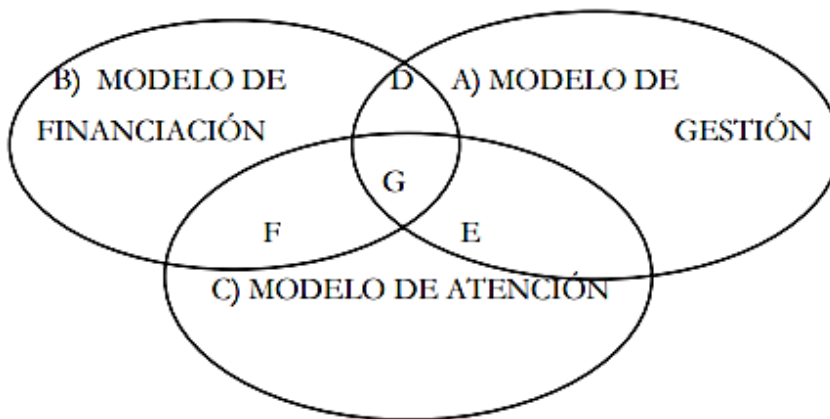 B) MODELO DE
FINANCIACIÓN
D
A) MODELO DE
GESTIÓN
G
F
E
C) MODELO DE ATENCIÓN